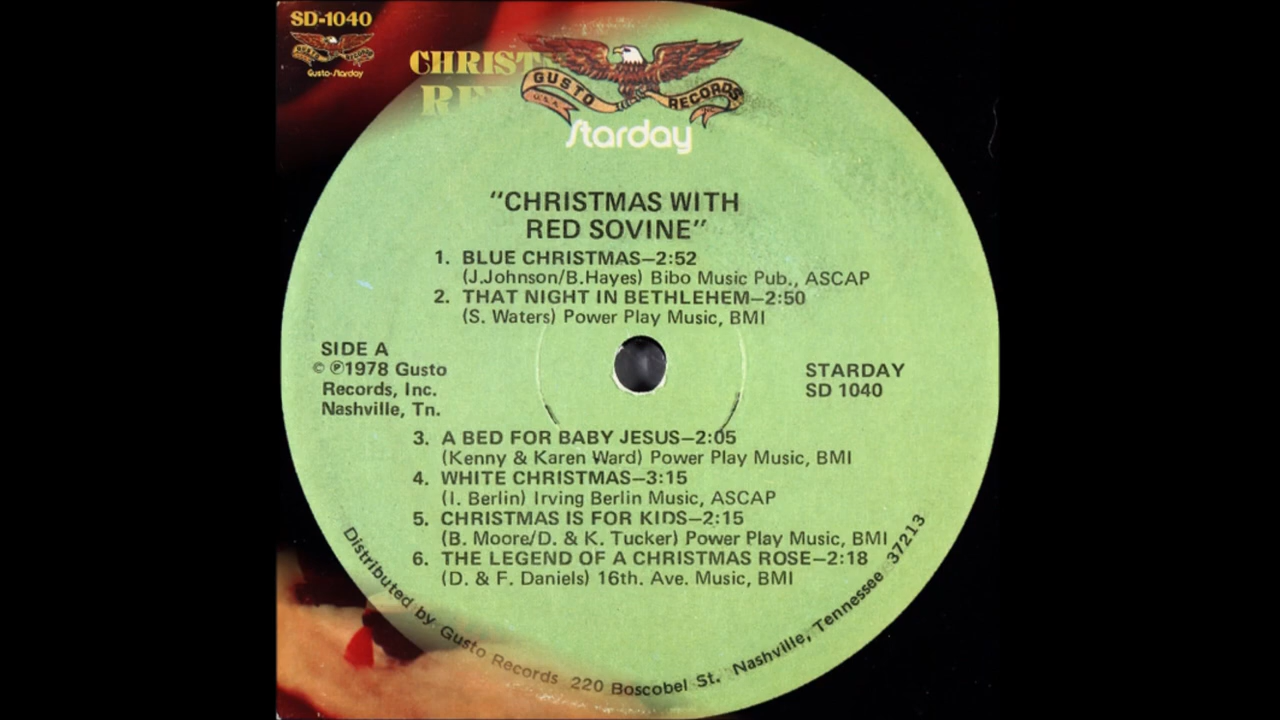 SD-1040
GUSTO RECORDS
Gusto-Starday
CHRIST
RE
GUSTO RECORDS
U.S.A.
Starday
"CHRISTMAS WITH
RED SOVINE"
1. BLUE CHRISTMAS—2:52
(J.Johnson/B.Hayes) Bibo Music Pub., ASCAP
2. THAT NIGHT IN BETHLEHEM—2:50
(S. Waters) Power Play Music, BMI
SIDE A
© ℗1978 Gusto
Records, Inc.
Nashville, Tn.
STARDAY
SD 1040
3. A BED FOR BABY JESUS—2:05
(Kenny & Karen Ward) Power Play Music, BMI
4. WHITE CHRISTMAS—3:15
(I. Berlin) Irving Berlin Music, ASCAP
5. CHRISTMAS IS FOR KIDS—2:15
(B. Moore/D. & K. Tucker) Power Play Music, BMI
6. THE LEGEND OF A CHRISTMAS ROSE—2:18
(D. & F. Daniels) 16th. Ave. Music, BMI
Distributed by Gusto Records 220 Boscobel St. Nashville, Tennessee 37213